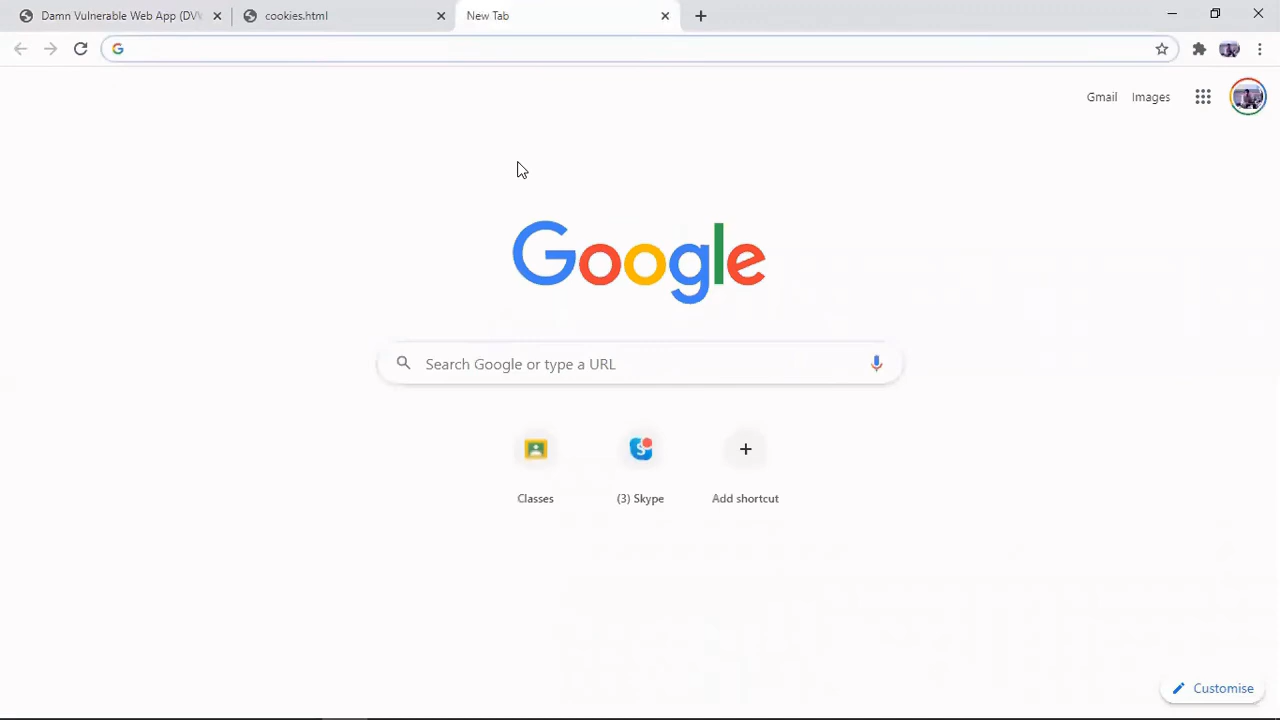 Damn Vulnerable Web App (DV
cookies.html
New Tab
Gmail Images
Google
Search Google or type a URL
Classes
(3) Skype
Add shortcut
Customise